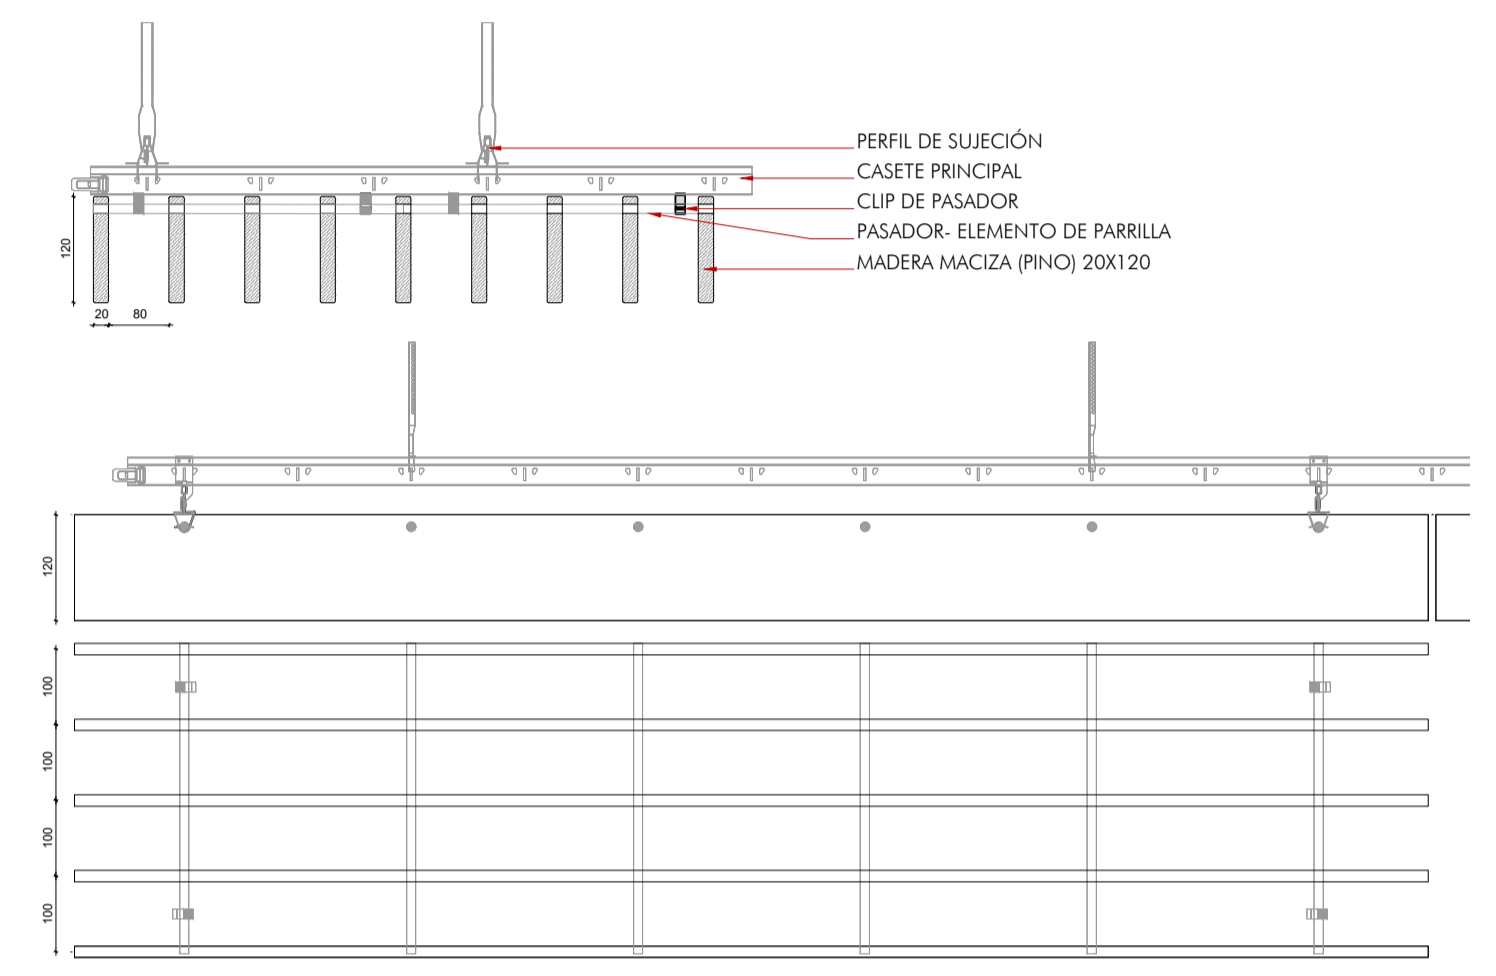 PERFIL DE SUJECIÓN
CASETE PRINCIPAL
CLIP DE PASADOR
PASADOR- ELEMENTO DE PARRILLA
MADERA MACIZA (PINO) 20X120
120
20 80
120
100
100
100
100